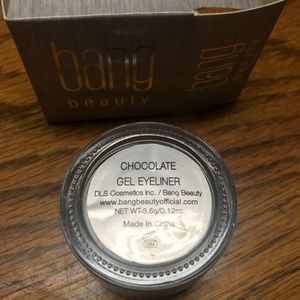 bang
beauty
bang
CHOCOLATE
GEL EYELINER
DLS Cosmetics Inc. / Bang Beauty
www.bangbeautyofficial.com
NET WT:3.5g/0.12oz
Made in China